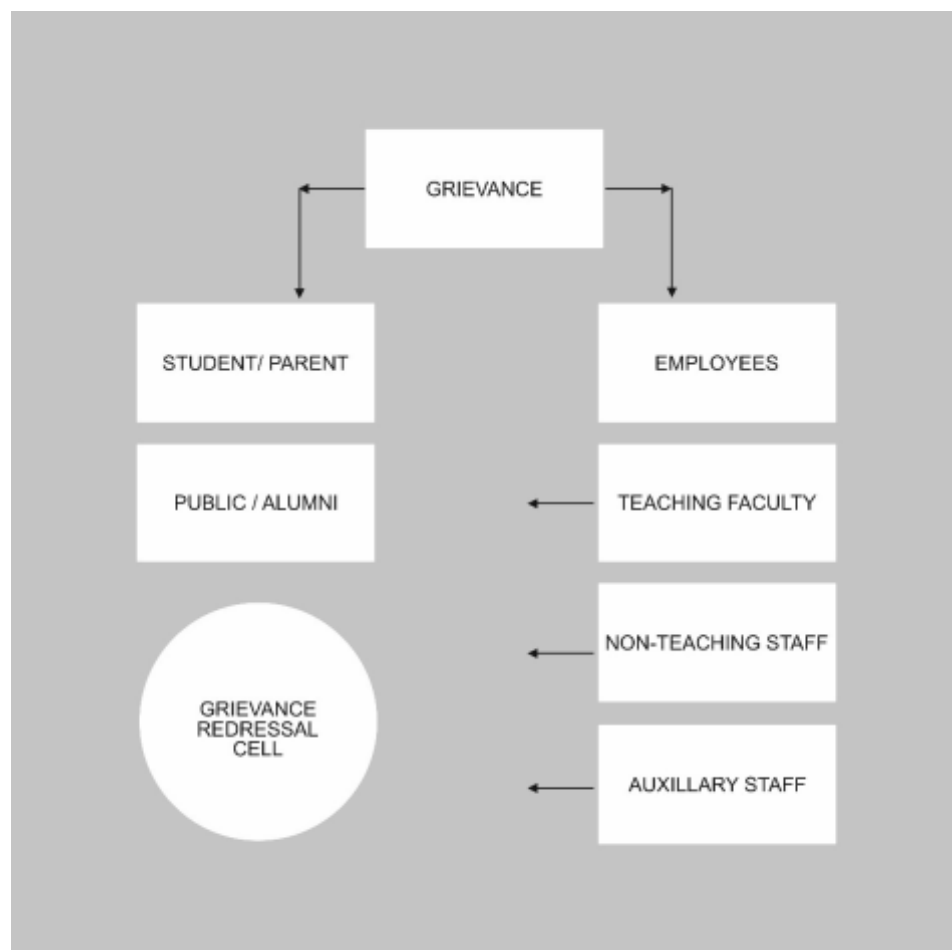 GRIEVANCE
STUDENT/ PARENT
EMPLOYEES
PUBLIC / ALUMNI
TEACHING FACULTY
NON-TEACHING STAFF
GRIEVANCE
REDRESSAL
CELL
AUXILLARY STAFF